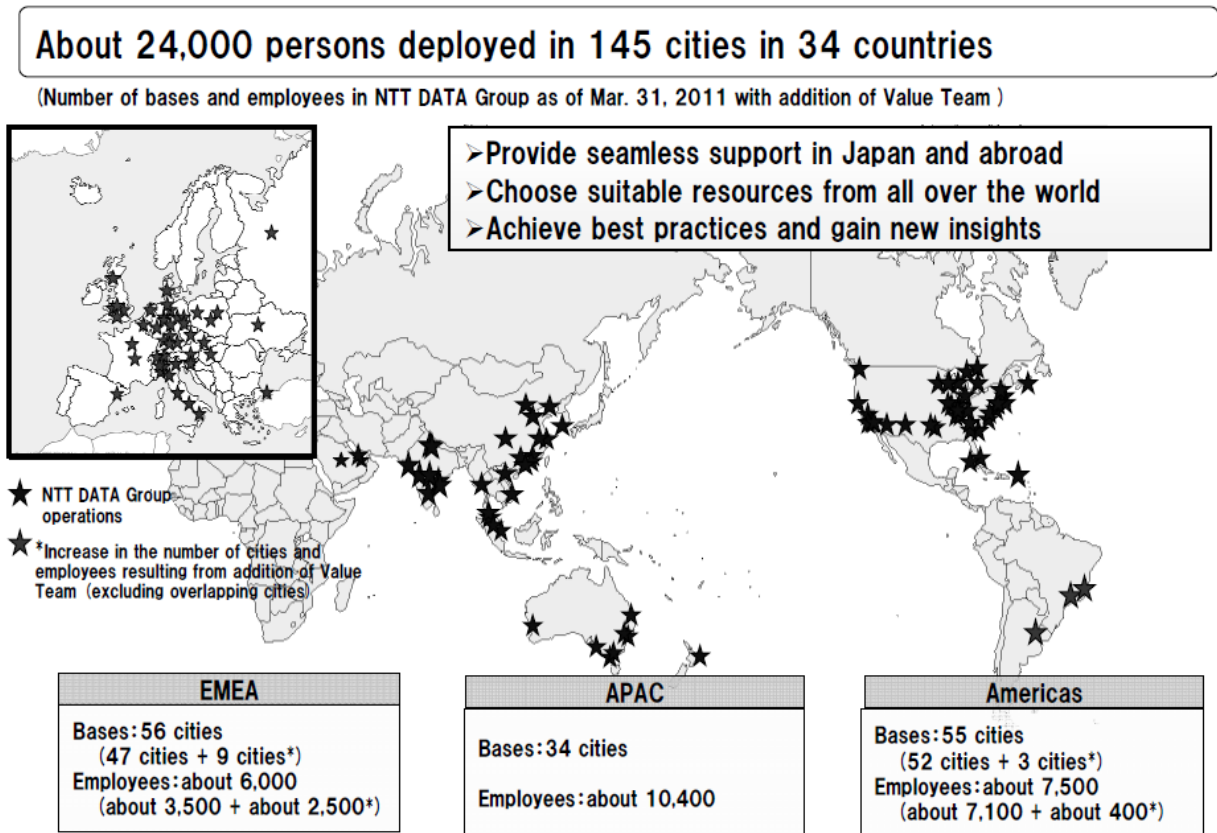 About 24,000 persons deployed in 145 cities in 34 countries
(Number of bases and employees in NTT DATA Group as of Mar. 31, 2011 with addition of Value Team )
➢Provide seamless support in Japan and abroad
➢Choose suitable resources from all over the world
➢Achieve best practices and gain new insights
★ NTT DATA Group
operations
★ *Increase in the number of cities and
employees resulting from addition of Value
Team (excluding overlapping cities)
EMEA
Bases:56 cities
(47 cities + 9 cities*)
Employees:about 6,000
(about 3,500 + about 2,500*)
APAC
Bases:34 cities
Employees:about 10,400
Americas
Bases:55 cities
(52 cities + 3 cities*)
Employees:about 7,500
(about 7,100 + about 400*)